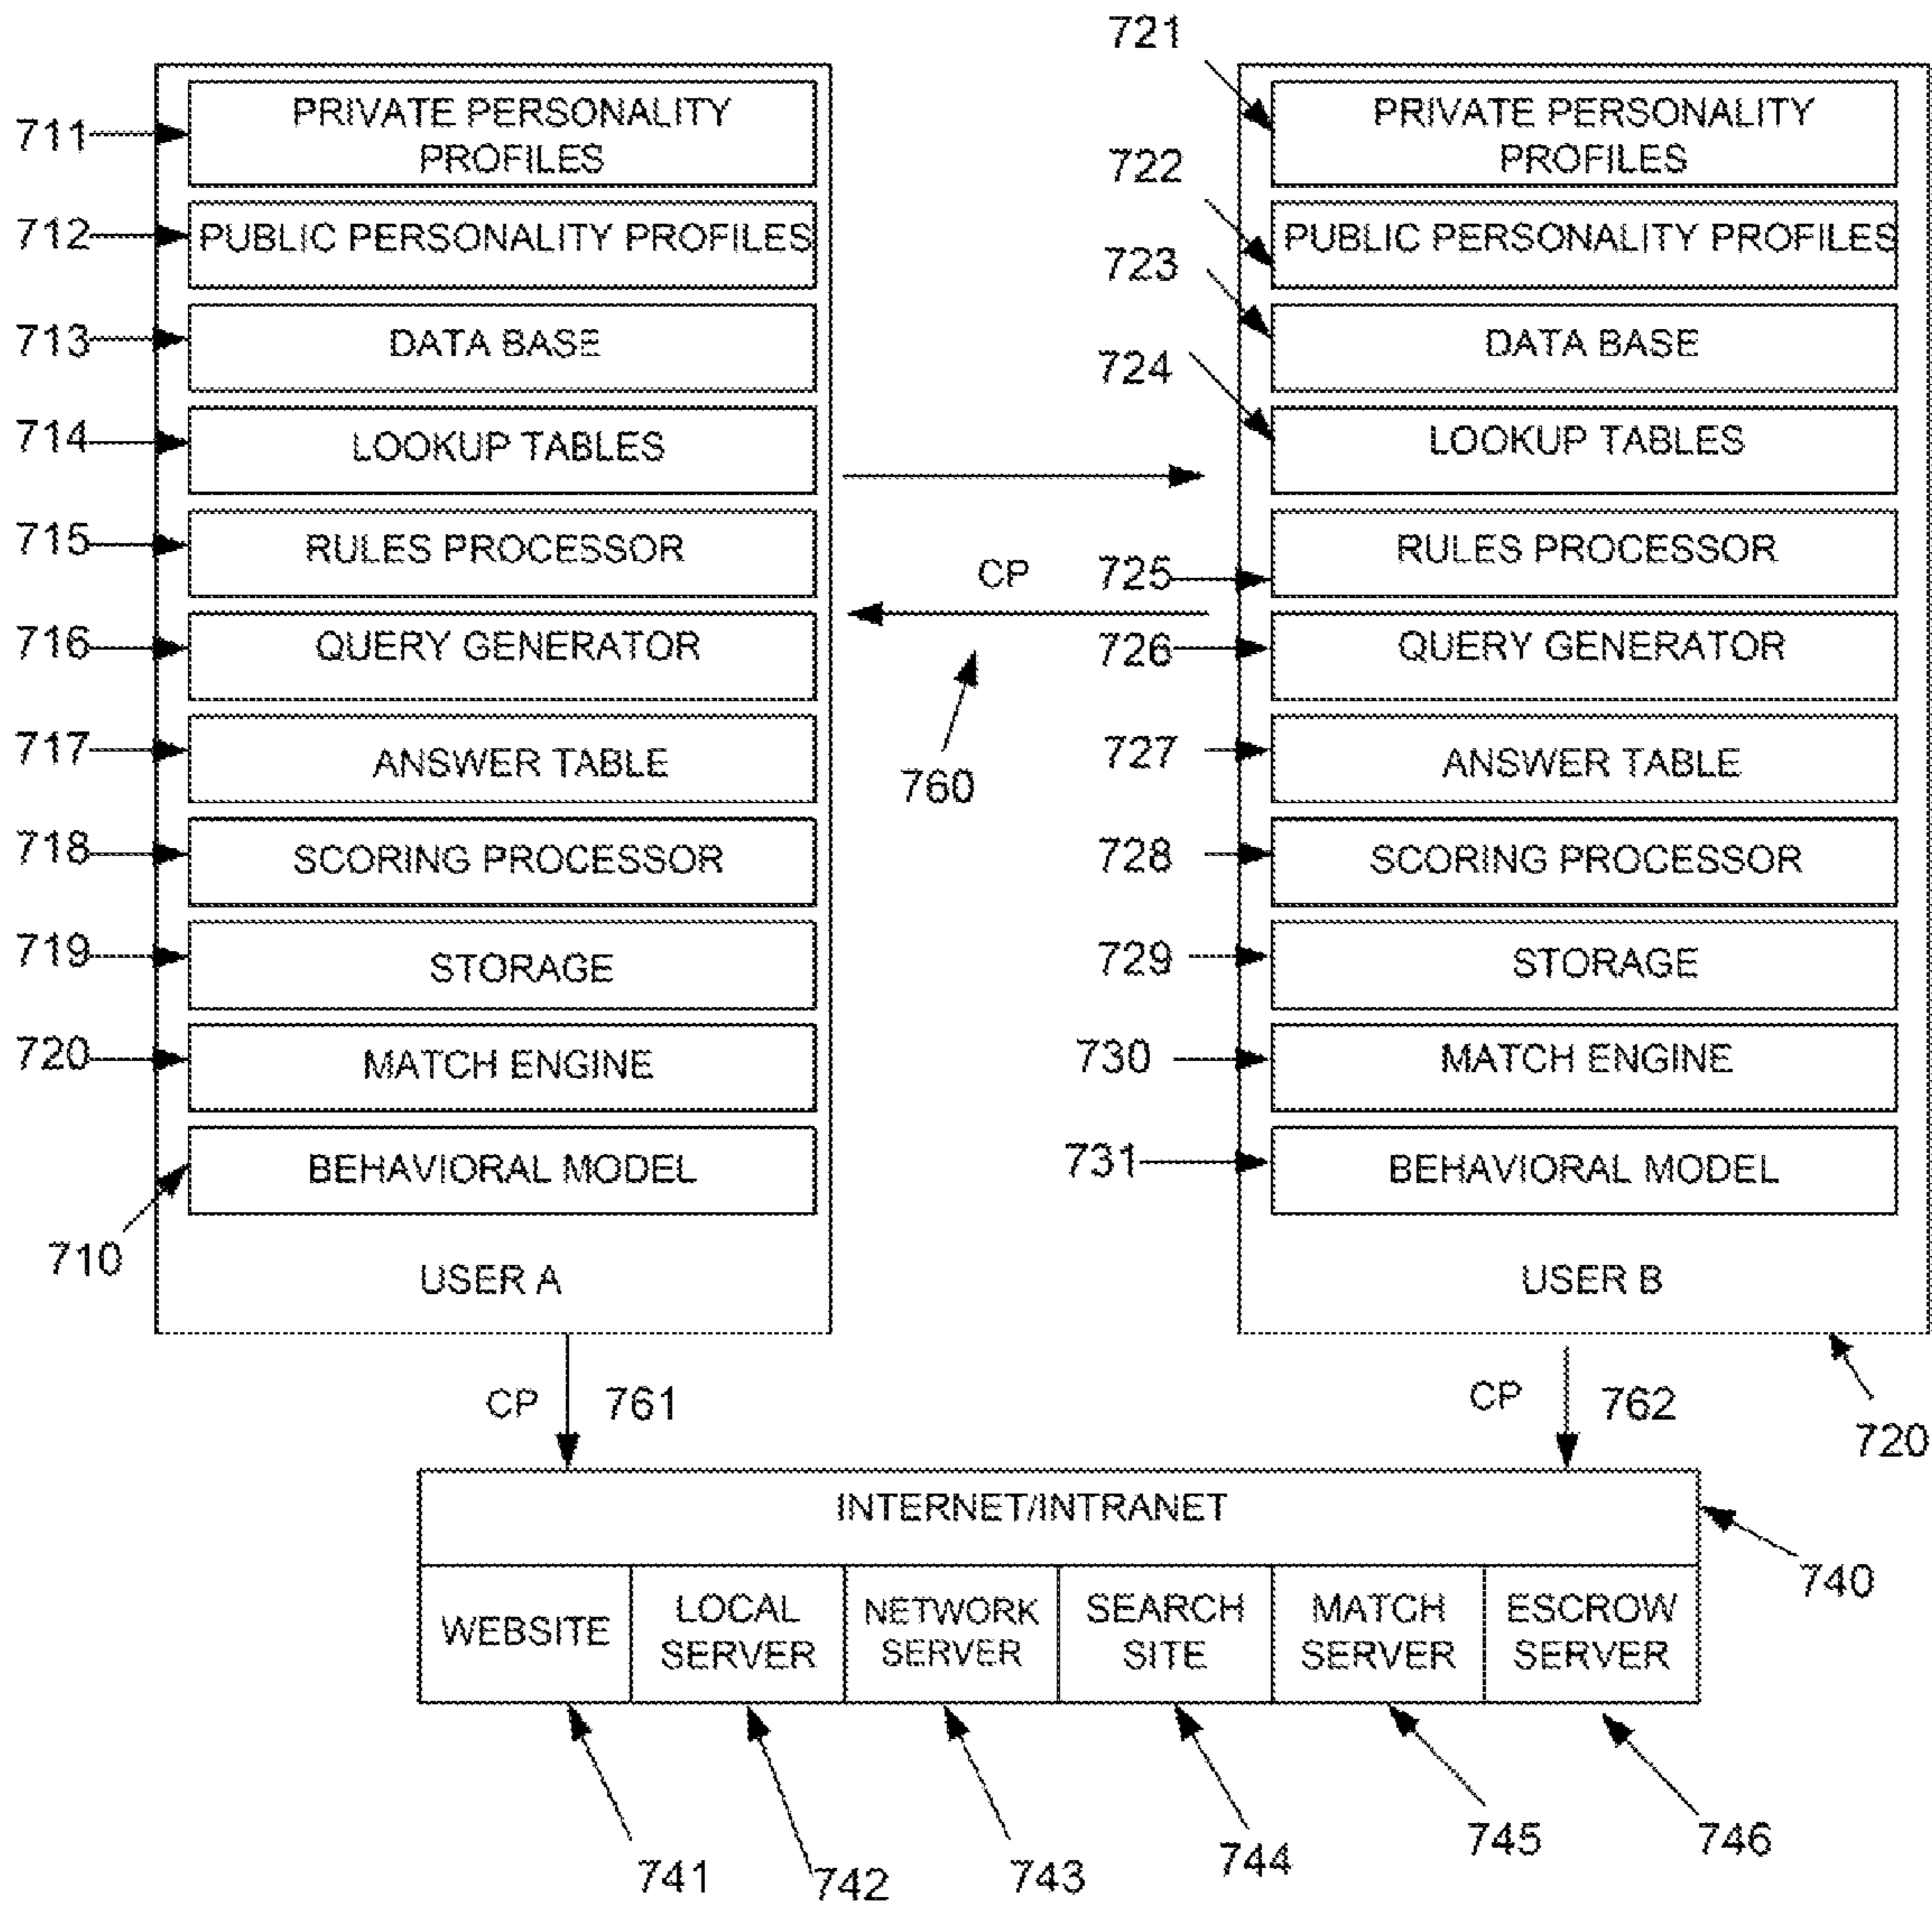 711
PRIVATE PERSONALITY
PROFILES
712
PUBLIC PERSONALITY PROFILES
713
DATA BASE
714
LOOKUP TABLES
715
RULES PROCESSOR
716
QUERY GENERATOR
717
ANSWER TABLE
718
SCORING PROCESSOR
719
STORAGE
720
MATCH ENGINE
BEHAVIORAL MODEL
710
USER A
CP
760
721
PRIVATE PERSONALITY
PROFILES
722
PUBLIC PERSONALITY PROFILES
723
DATA BASE
724
LOOKUP TABLES
725
RULES PROCESSOR
726
QUERY GENERATOR
727
ANSWER TABLE
728
SCORING PROCESSOR
729
STORAGE
730
MATCH ENGINE
731
BEHAVIORAL MODEL
USER B
720
CP
761
CP
762
INTERNET/INTRANET
740
WEBSITE
LOCAL
SERVER
NETWORK
SERVER
SEARCH
SITE
MATCH
SERVER
ESCROW
SERVER
741
742
743
744
745
746